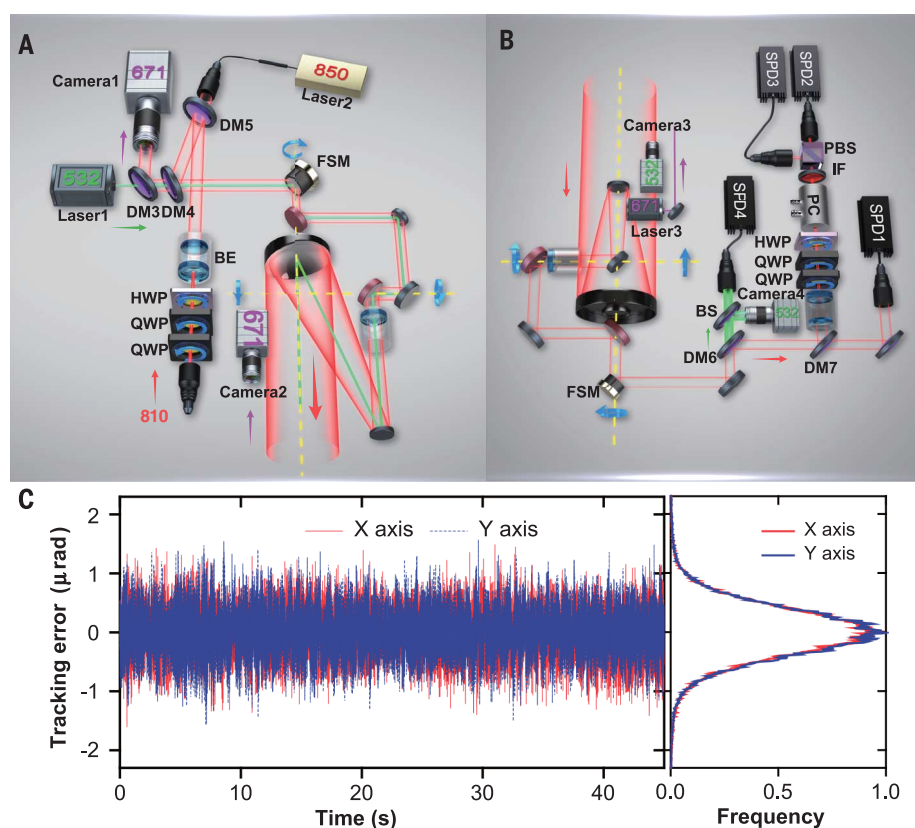 A
Camera1
671
850
Laser2
DM5
FSM
532
Laser1
DM3
DM4
BE
HWP
QWP
QWP
671
Camera2
810
B
SPD3
SPD2
Camera3
532
671
Laser3
PBS
IF
SPD4
PC
SPD1
HWP
QWP
QWP
Camera4
BS
532
DM6
DM7
FSM
C
X axis
Y axis
X axis
Y axis
Tracking error (μrad)
2
1
0
-1
-2
0
10
20
30
40
Time (s)
0.0
0.5
1.0
Frequency